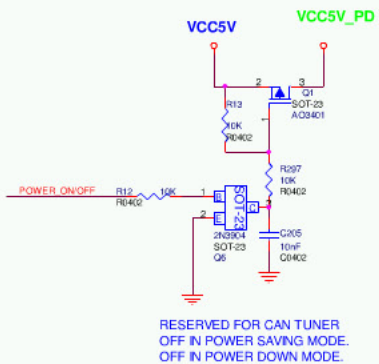 VCC5V
VCC5V_PD
2
3
Q1
SOT-23
AO3401
1
R13
10K
R0402
R297
10K
R0402
POWER_ON/OFF
R12
10K
R0402
1
B
SOT-23
C
2
E
2N3904
SOT-23
Q6
C205
10nF
C0402
RESERVED FOR CAN TUNER
OFF IN POWER SAVING MODE.
OFF IN POWER DOWN MODE.